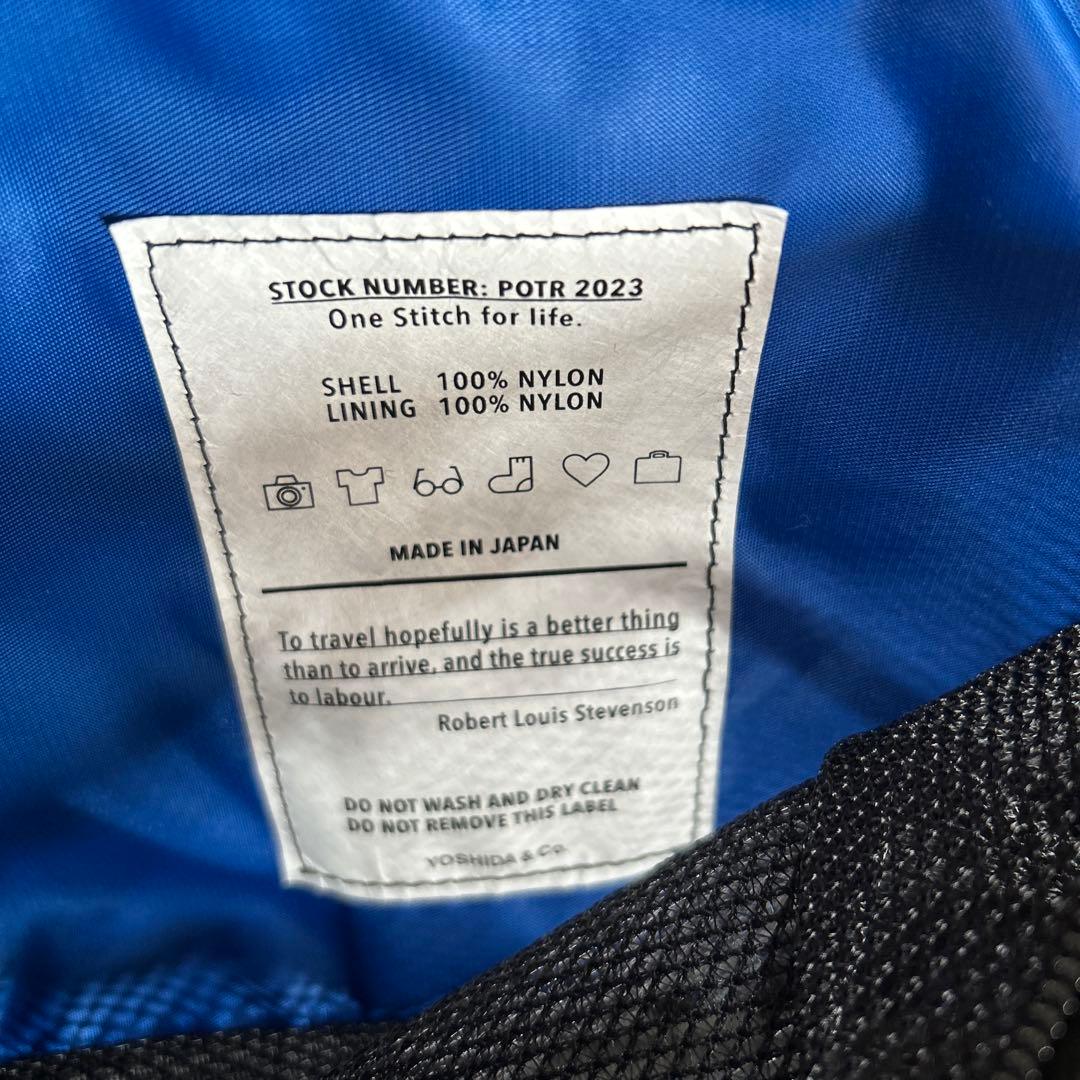 STOCK NUMBER: POTR 2023
One Stitch for life.
SHELL 100% NYLON
LINING 100% NYLON
MADE IN JAPAN
To travel hopefully is a better thing
than to arrive, and the true success is
to labour.
Robert Louis Stevenson
DO NOT WASH AND DRY CLEAN
DO NOT REMOVE THIS LABEL
YOSHIDA & Co.